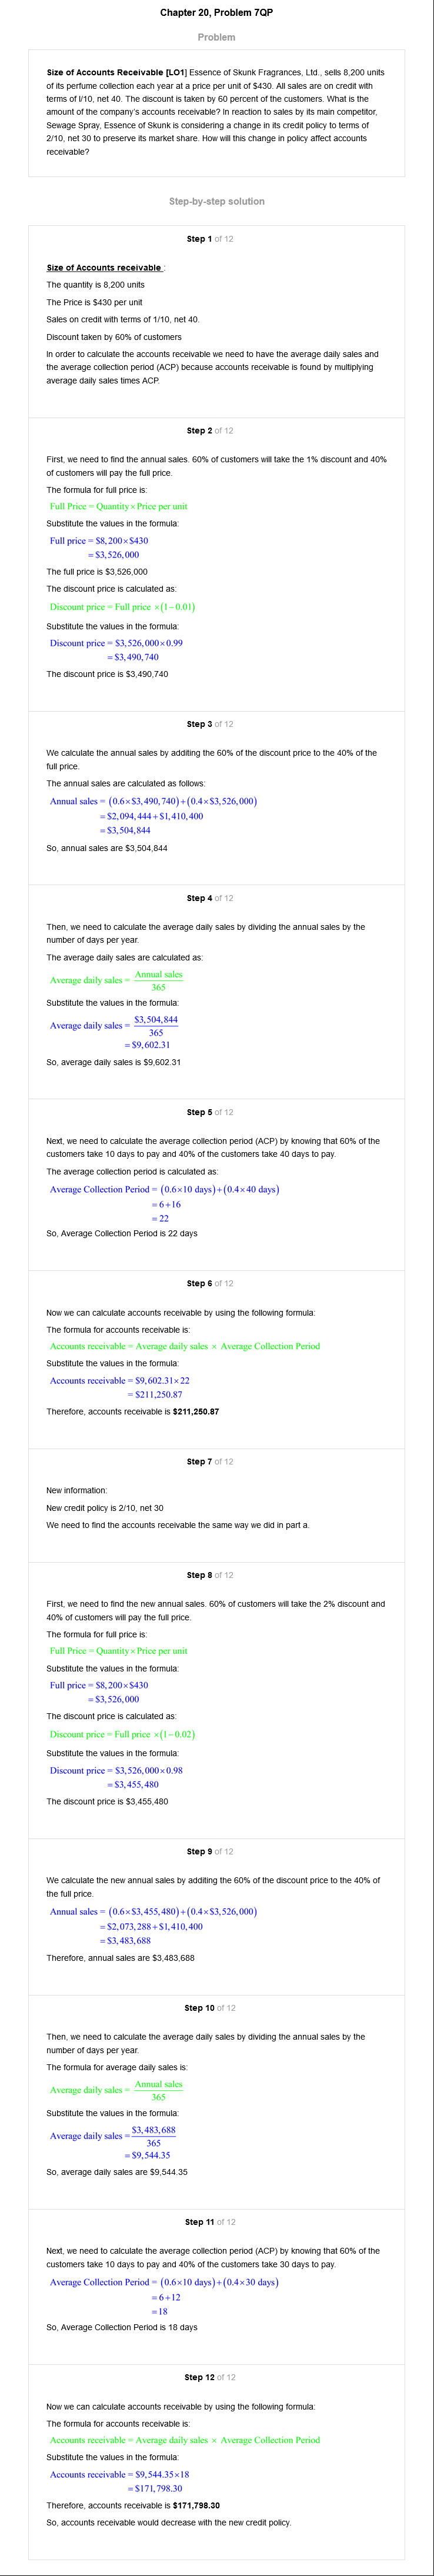 Chapter 20, Problem 7QP
Problem
Size of Accounts Receivable [LO1] Essence of Skunk Fragrances, Ltd., sells 8,200 units
of its perfume collection each year at a price per unit of $430. All sales are on credit with
terms of l/10, net 40. The discount is taken by 60 percent of the customers. What is the
amount of the company's accounts receivable? In reaction to sales by its main competitor,
Sewage Spray, Essence of Skunk is considering a change in its credit policy to terms of
2/10, net 30 to preserve its market share. How will this change in policy affect accounts
receivable?
Step-by-step solution
Step 1 of 12
Size of Accounts receivable :
The quantity is 8,200 units
The Price is $430 per unit
Sales on credit with terms of 1/10, net 40.
Discount taken by 60% of customers
In order to calculate the accounts receivable we need to have the average daily sales and
the average collection period (ACP) because accounts receivable is found by multiplying
average daily sales times ACP.
Step 2 of 12
First, we need to find the annual sales. 60% of customers will take the 1% discount and 40%
of customers will pay the full price.
The formula for full price is:
Full Price = Quantity × Price per unit
Substitute the values in the formula:
Full price = $8,200×$430
= $3,526,000
The full price is $3,526,000
The discount price is calculated as:
Discount price = Full price ×(1−0.01)
Substitute the values in the formula:
Discount price = $3,526,000×0.99
= $3,490,740
The discount price is $3,490,740
Step 3 of 12
We calculate the annual sales by additing the 60% of the discount price to the 40% of the
full price.
The annual sales are calculated as follows:
Annual sales = (0.6×$3,490,740)+(0.4×$3,526,000)
= $2,094,444+$1,410,400
= $3,504,844
So, annual sales are $3,504,844
Step 4 of 12
Then, we need to calculate the average daily sales by dividing the annual sales by the
number of days per year.
The average daily sales are calculated as:
Average daily sales = Annual sales
365
Substitute the values in the formula:
Average daily sales = $3,504,844
365
= $9,602.31
So, average daily sales is $9,602.31
Step 5 of 12
Next, we need to calculate the average collection period (ACP) by knowing that 60% of the
customers take 10 days to pay and 40% of the customers take 40 days to pay.
The average collection period is calculated as:
Average Collection Period = (0.6×10 days)+(0.4×40 days)
= 6+16
= 22
So, Average Collection Period is 22 days
Step 6 of 12
Now we can calculate accounts receivable by using the following formula:
The formula for accounts receivable is:
Accounts receivable = Average daily sales × Average Collection Period
Substitute the values in the formula:
Accounts receivable = $9,602.31×22
= $211,250.87
Therefore, accounts receivable is $211,250.87
Step 7 of 12
New information:
New credit policy is 2/10, net 30
We need to find the accounts receivable the same way we did in part a.
Step 8 of 12
First, we need to find the new annual sales. 60% of customers will take the 2% discount and
40% of customers will pay the full price.
The formula for full price is:
Full Price = Quantity × Price per unit
Substitute the values in the formula:
Full price = $8,200×$430
= $3,526,000
The discount price is calculated as:
Discount price = Full price ×(1−0.02)
Substitute the values in the formula:
Discount price = $3,526,000×0.98
= $3,455,480
The discount price is $3,455,480
Step 9 of 12
We calculate the new annual sales by additing the 60% of the discount price to the 40% of
the full price.
Annual sales = (0.6×$3,455,480)+(0.4×$3,526,000)
= $2,073,288+$1,410,400
= $3,483,688
Therefore, annual sales are $3,483,688
Step 10 of 12
Then, we need to calculate the average daily sales by dividing the annual sales by the
number of days per year.
The formula for average daily sales is:
Average daily sales = Annual sales
365
Substitute the values in the formula:
Average daily sales = $3,483,688
365
= $9,544.35
So, average daily sales are $9,544.35
Step 11 of 12
Next, we need to calculate the average collection period (ACP) by knowing that 60% of the
customers take 10 days to pay and 40% of the customers take 30 days to pay.
Average Collection Period = (0.6×10 days)+(0.4×30 days)
= 6+12
= 18
So, Average Collection Period is 18 days
Step 12 of 12
Now we can calculate accounts receivable by using the following formula:
The formula for accounts receivable is:
Accounts receivable = Average daily sales × Average Collection Period
Substitute the values in the formula:
Accounts receivable = $9,544.35×18
= $171,798.30
Therefore, accounts receivable is $171,798.30
So, accounts receivable would decrease with the new credit policy.